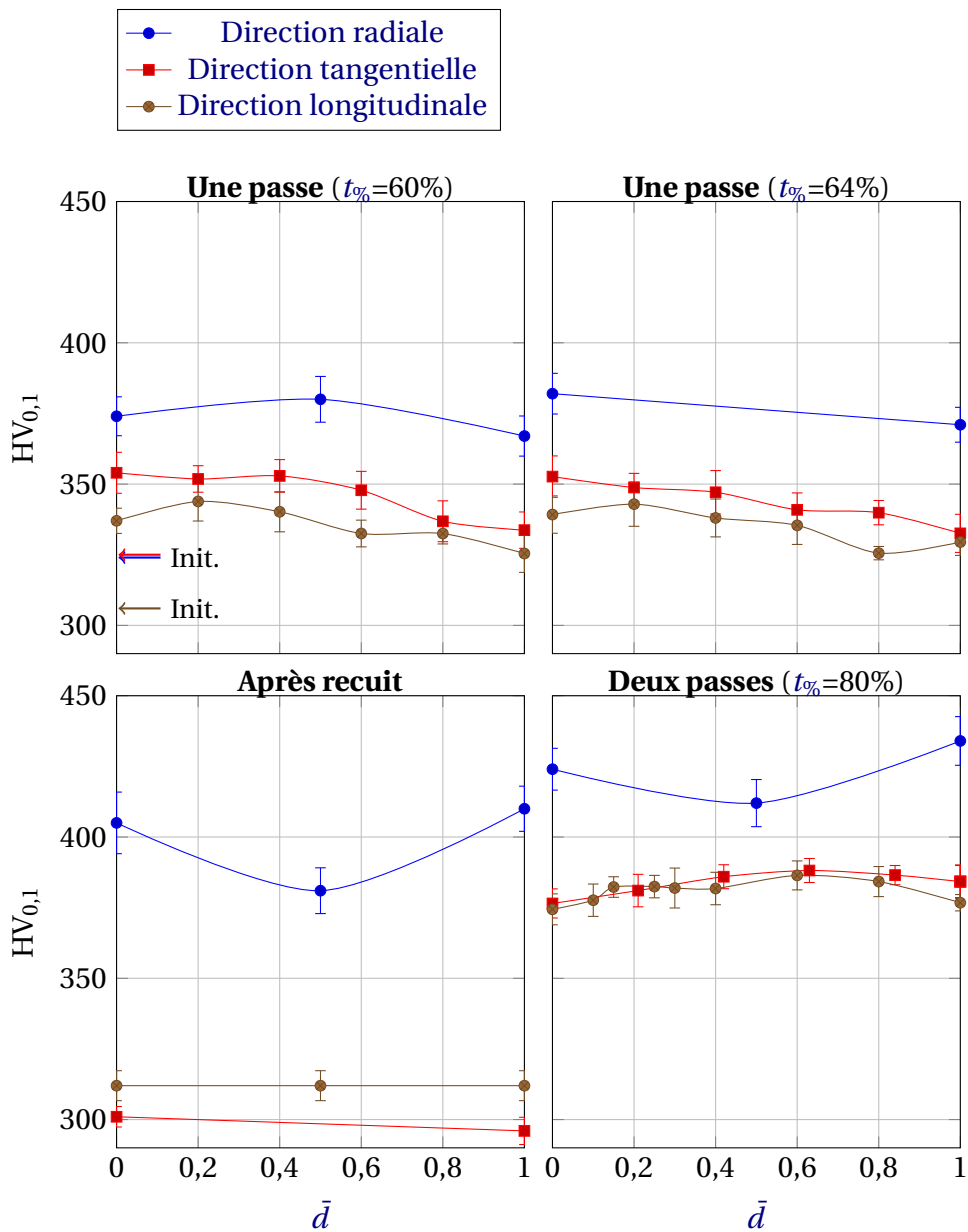 Direction radiale
Direction tangentielle
Direction longitudinale
Une passe (t%=60%)
Une passe (t%=64%)
450
400
350
300
HV0,1
Init.
Init.
Après recuit
Deux passes (t%=80%)
450
400
350
300
HV0,1
0 0,2 0,4 0,6 0,8 1
0 0,2 0,4 0,6 0,8 1
d̄
d̄